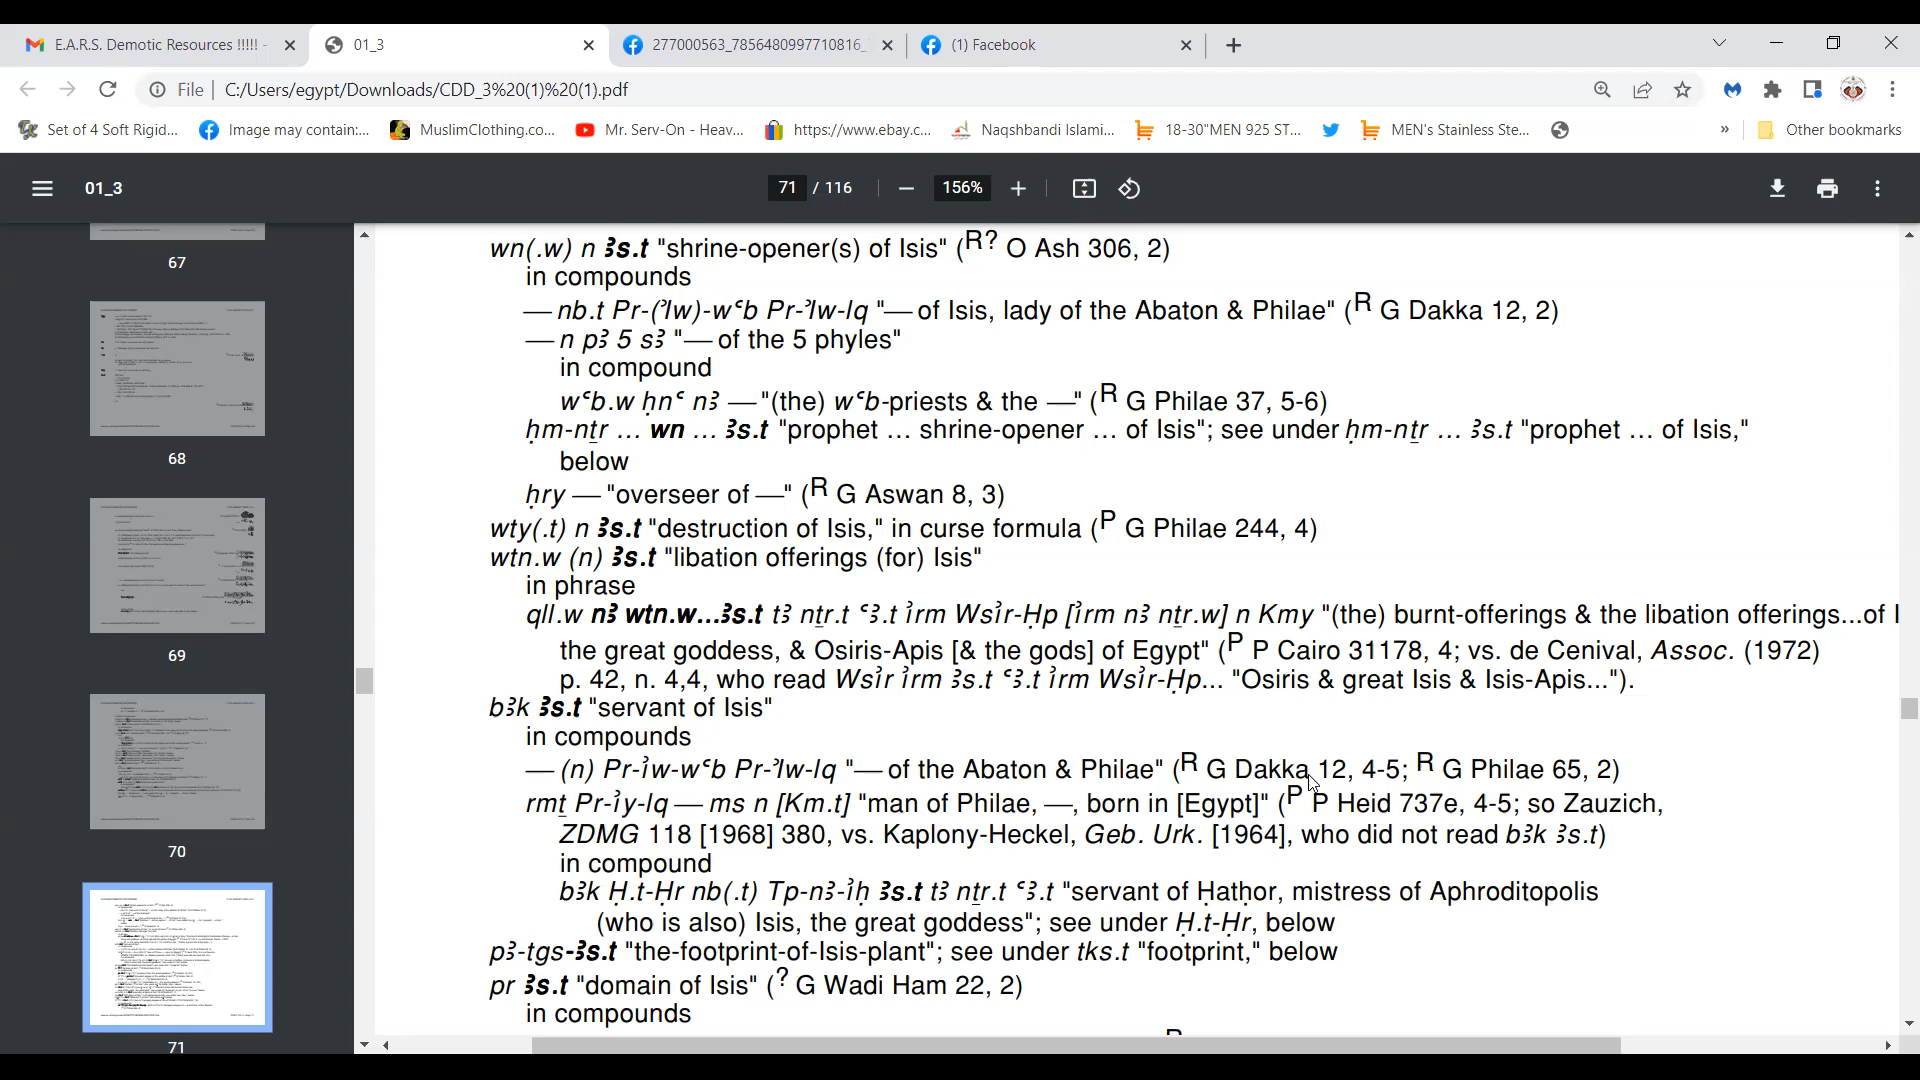 E.A.R.S. Demotic Resources !!!!! -
01_3
277000563_7856480997710816_
(1) Facebook
File | C:/Users/egypt/Downloads/CDD_3%20(1)%20(1).pdf
Set of 4 Soft Rigid...
Image may contain:...
MuslimClothing.co...
Mr. Serv-On - Heav...
https://www.ebay.c...
Naqshbandi Islami...
18-30"MEN 925 ST...
MEN's Stainless Ste...
»
Other bookmarks
01_3
71 / 116
156%
67
68
69
70
71
wn(.w) n ꜣs.t "shrine-opener(s) of Isis" (R? O Ash 306, 2)
in compounds
— nb.t Pr-(ꜥIw)-wꜥb Pr-ꜣIw-lq "— of Isis, lady of the Abaton & Philae" (R G Dakka 12, 2)
— n pꜣ 5 sꜣ "— of the 5 phyles"
in compound
wꜥb.w ḥnꜥ nꜣ — "(the) wꜥb-priests & the —" (R G Philae 37, 5-6)
ḥm-nṯr ... wn ... ꜣs.t "prophet ... shrine-opener ... of Isis"; see under ḥm-nṯr ... ꜣs.t "prophet ... of Isis,"
below
ḥry — "overseer of —" (R G Aswan 8, 3)
wty(.t) n ꜣs.t "destruction of Isis," in curse formula (P G Philae 244, 4)
wtn.w (n) ꜣs.t "libation offerings (for) Isis"
in phrase
qll.w nꜣ wtn.w...ꜣs.t tꜣ nṯr.t ꜥꜣ.t ỉrm Wsỉr-Ḥp [ỉrm nꜣ nṯr.w] n Kmy "(the) burnt-offerings & the libation offerings...of I
the great goddess, & Osiris-Apis [& the gods] of Egypt" (P P Cairo 31178, 4; vs. de Cenival, Assoc. (1972)
p. 42, n. 4,4, who read Wsỉr ỉrm ꜣs.t ꜥꜣ.t ỉrm Wsỉr-Ḥp... "Osiris & great Isis & Isis-Apis...").
bꜣk ꜣs.t "servant of Isis"
in compounds
— (n) Pr-ỉw-wꜥb Pr-ꜣIw-lq "— of the Abaton & Philae" (R G Dakka 12, 4-5; R G Philae 65, 2)
rmṯ Pr-ỉy-lq — ms n [Km.t] "man of Philae, —, born in [Egypt]" (P P Heid 737e, 4-5; so Zauzich,
ZDMG 118 [1968] 380, vs. Kaplony-Heckel, Geb. Urk. [1964], who did not read bꜣk ꜣs.t)
in compound
bꜣk Ḥ.t-Ḥr nb(.t) Tp-nꜣ-ỉḥ ꜣs.t tꜣ nṯr.t ꜥꜣ.t "servant of Ḥatḥor, mistress of Aphroditopolis
(who is also) Isis, the great goddess"; see under Ḥ.t-Ḥr, below
pꜣ-tgs-ꜣs.t "the-footprint-of-Isis-plant"; see under tks.t "footprint," below
pr ꜣs.t "domain of Isis" (? G Wadi Ham 22, 2)
in compounds